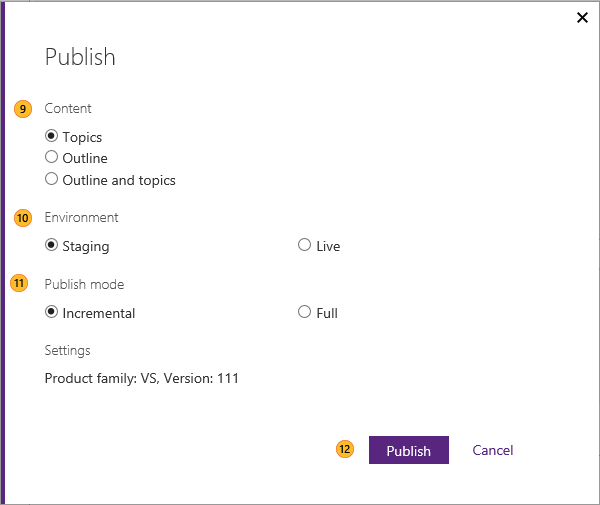 Publish
9 Content
Topics
Outline
Outline and topics
10 Environment
Staging Live
11 Publish mode
Incremental Full
Settings
Product family: VS, Version: 111
12 Publish Cancel